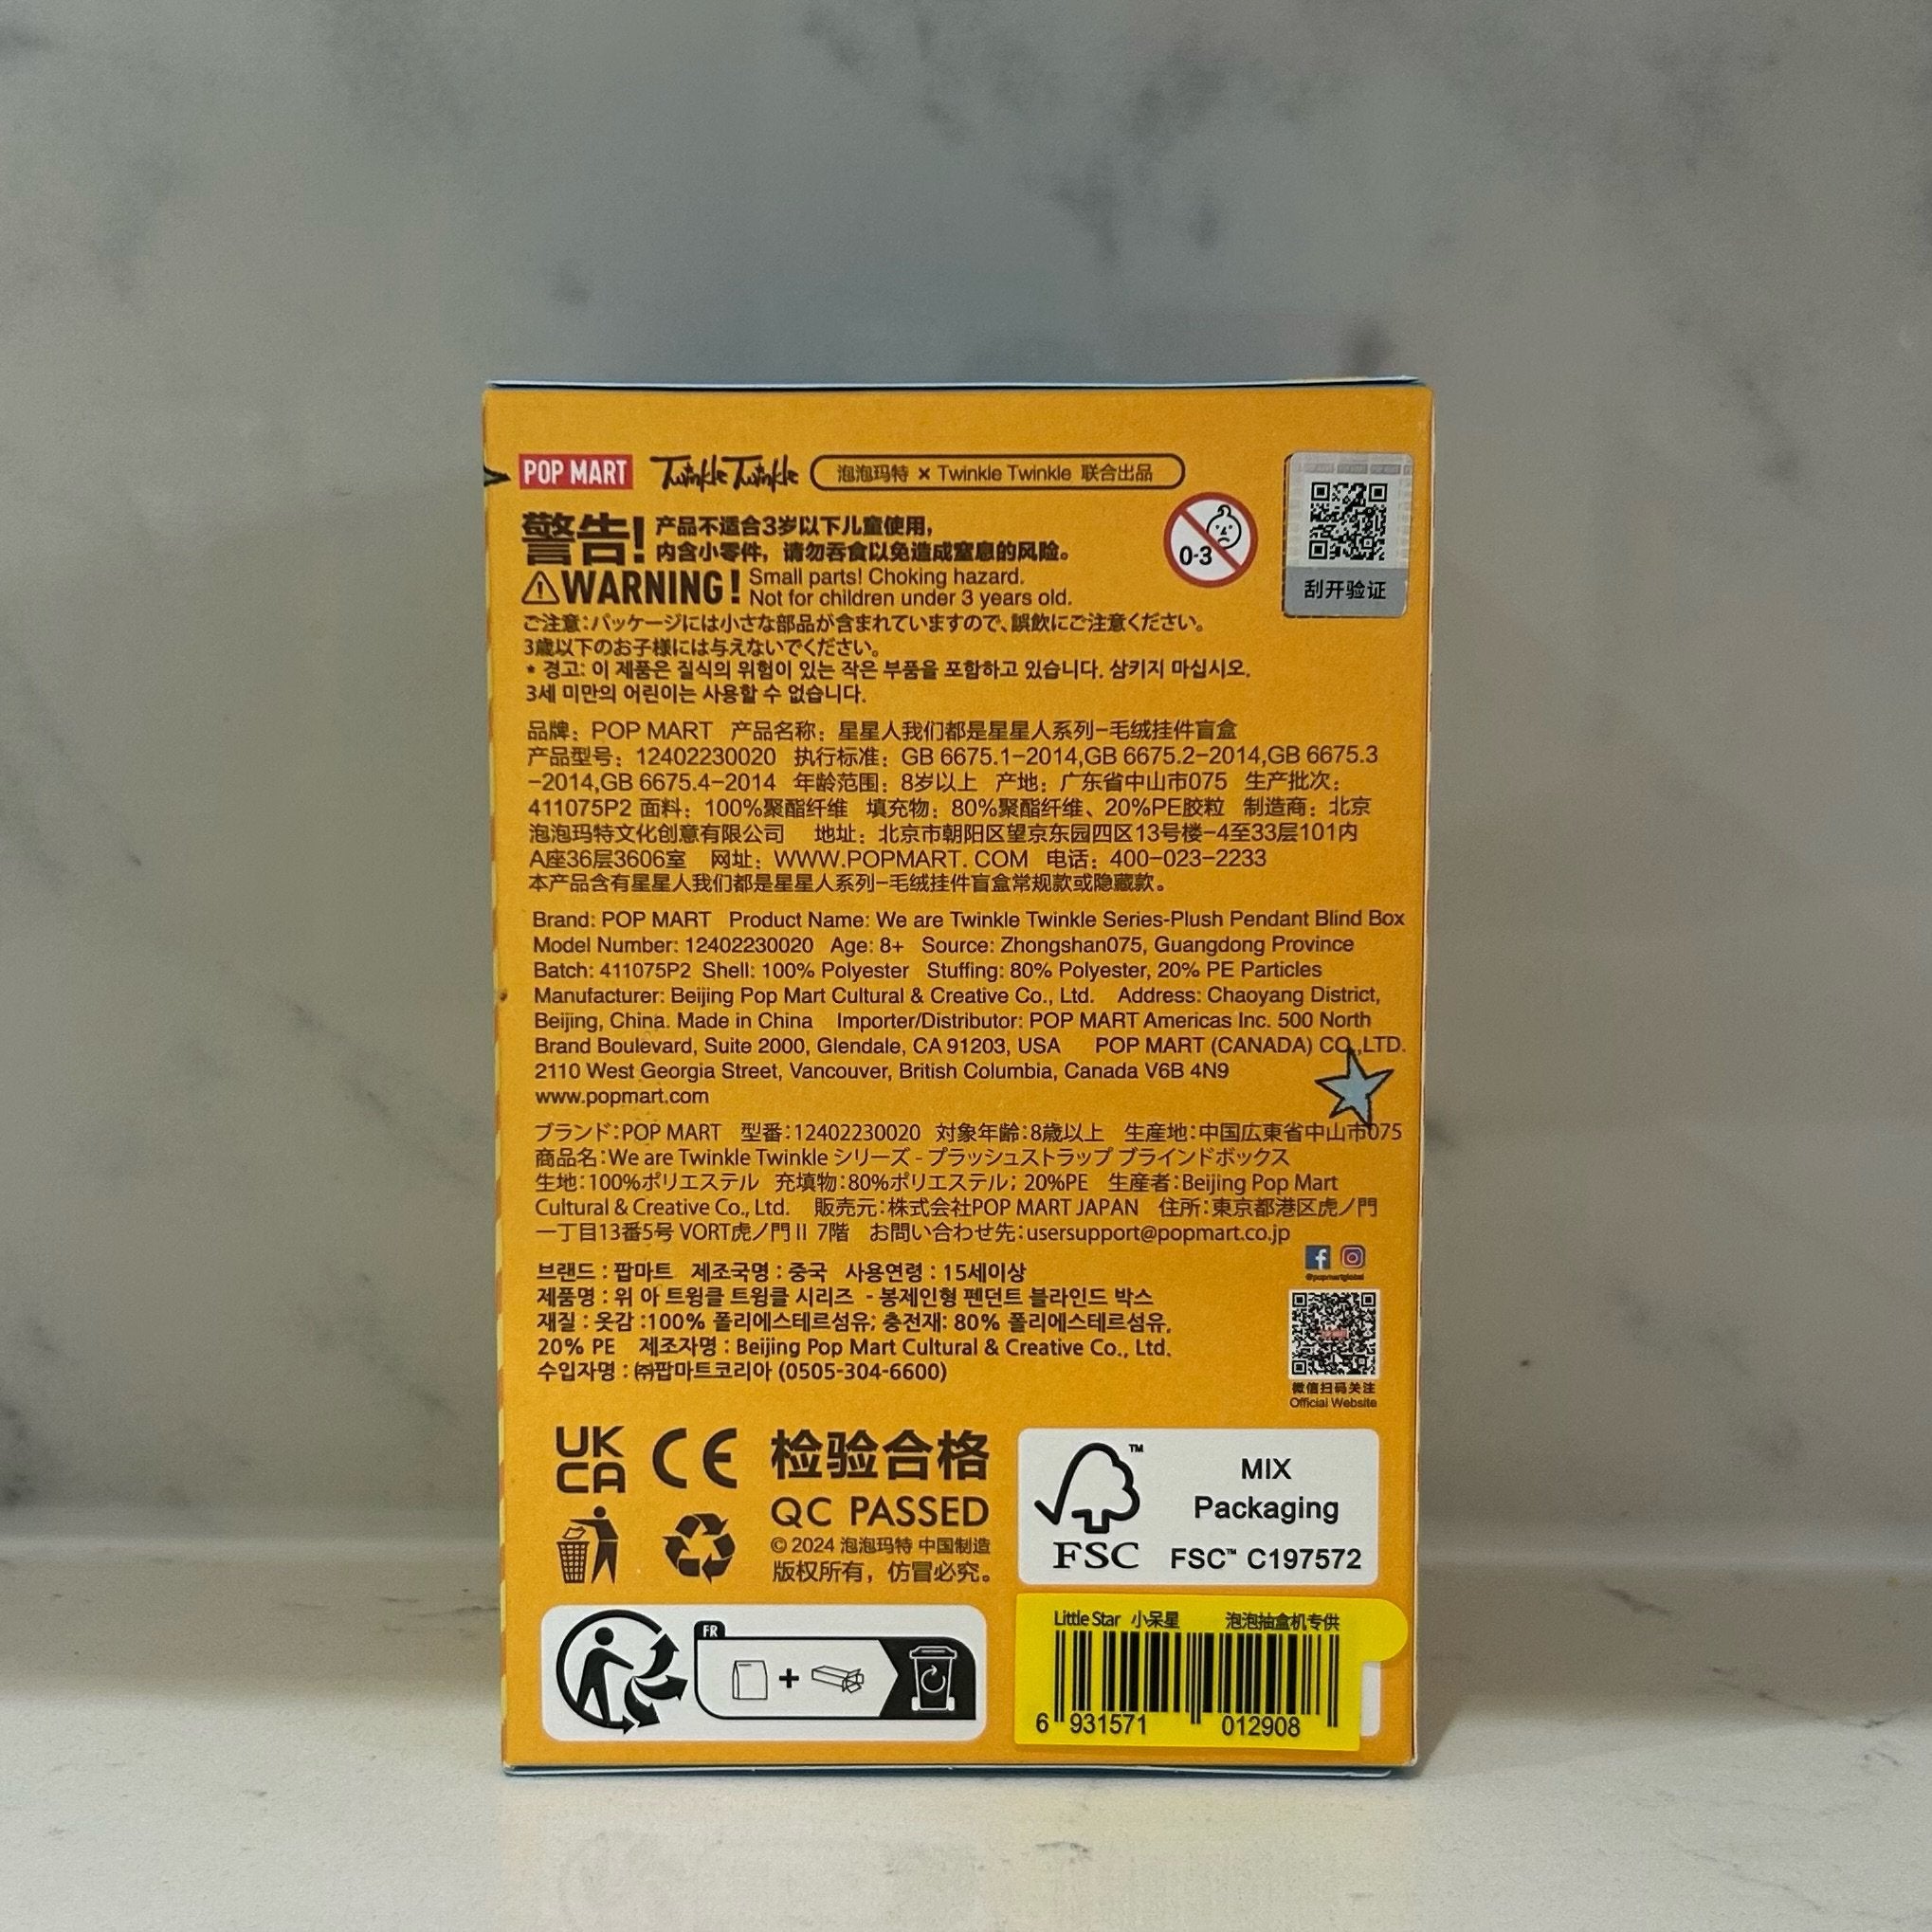 POP MART Twinkle Twinkle 泡泡玛特 × Twinkle Twinkle 联合出品
警告! 产品不适合3岁以下儿童使用,
内含小零件，请勿吞食以免造成窒息的风险。
0-3
刮开验证
WARNING! Small parts! Choking hazard.
Not for children under 3 years old.
ご注意:パッケージには小さな部品が含まれていますので、誤飲にご注意ください。
3歳以下のお子様には与えないでください。
* 경고: 이 제품은 질식의 위험이 있는 작은 부품을 포함하고 있습니다. 삼키지 마십시오.
3세 미만의 어린이는 사용할 수 없습니다.
品牌：POP MART 产品名称：星星人我们都是星星人系列-毛绒挂件盲盒
产品型号：12402230020 执行标准：GB 6675.1-2014,GB 6675.2-2014,GB 6675.3
-2014,GB 6675.4-2014 年龄范围：8岁以上 产地：广东省中山市075 生产批次：
411075P2 面料：100%聚酯纤维 填充物：80%聚酯纤维、20%PE胶粒 制造商：北京
泡泡玛特文化创意有限公司 地址：北京市朝阳区望京东园四区13号楼-4至33层101内
A座36层3606室 网址：WWW.POPMART.COM 电话：400-023-2233
本产品含有星星人我们都是星星人系列-毛绒挂件盲盒常规款或隐藏款。
Brand: POP MART Product Name: We are Twinkle Twinkle Series-Plush Pendant Blind Box
Model Number: 12402230020 Age: 8+ Source: Zhongshan075, Guangdong Province
Batch: 411075P2 Shell: 100% Polyester Stuffing: 80% Polyester, 20% PE Particles
Manufacturer: Beijing Pop Mart Cultural & Creative Co., Ltd. Address: Chaoyang District,
Beijing, China. Made in China Importer/Distributor: POP MART Americas Inc. 500 North
Brand Boulevard, Suite 2000, Glendale, CA 91203, USA POP MART (CANADA) CO.,LTD.
2110 West Georgia Street, Vancouver, British Columbia, Canada V6B 4N9
www.popmart.com
ブランド:POP MART 型番:12402230020 対象年齢:8歳以上 生産地:中国広東省中山市075
商品名:We are Twinkle Twinkle シリーズ - プラッシュストラップ ブラインドボックス
生地:100%ポリエステル 充填物:80%ポリエステル; 20%PE 生産者:Beijing Pop Mart
Cultural & Creative Co., Ltd. 販売元:株式会社POP MART JAPAN 住所:東京都港区虎ノ門
一丁目13番5号 VORT虎ノ門II 7階 お問い合わせ先:usersupport@popmart.co.jp
@popmartglobal
브랜드 : 팝마트 제조국명 : 중국 사용연령 : 15세이상
제품명 : 위 아 트윙클 트윙클 시리즈 - 봉제인형 펜던트 블라인드 박스
재질 : 옷감 :100% 폴리에스테르섬유; 충전재: 80% 폴리에스테르섬유,
20% PE 제조자명 : Beijing Pop Mart Cultural & Creative Co., Ltd.
수입자명 : ㈜팝마트코리아 (0505-304-6600)
微信扫码关注
Official Website
UK
CA CE 检验合格
QC PASSED
© 2024 泡泡玛特 中国制造
版权所有，仿冒必究。
™
FSC
MIX
Packaging
FSC™ C197572
FR
+
Little Star 小呆星 泡泡抽盒机专供
6 931571 012908